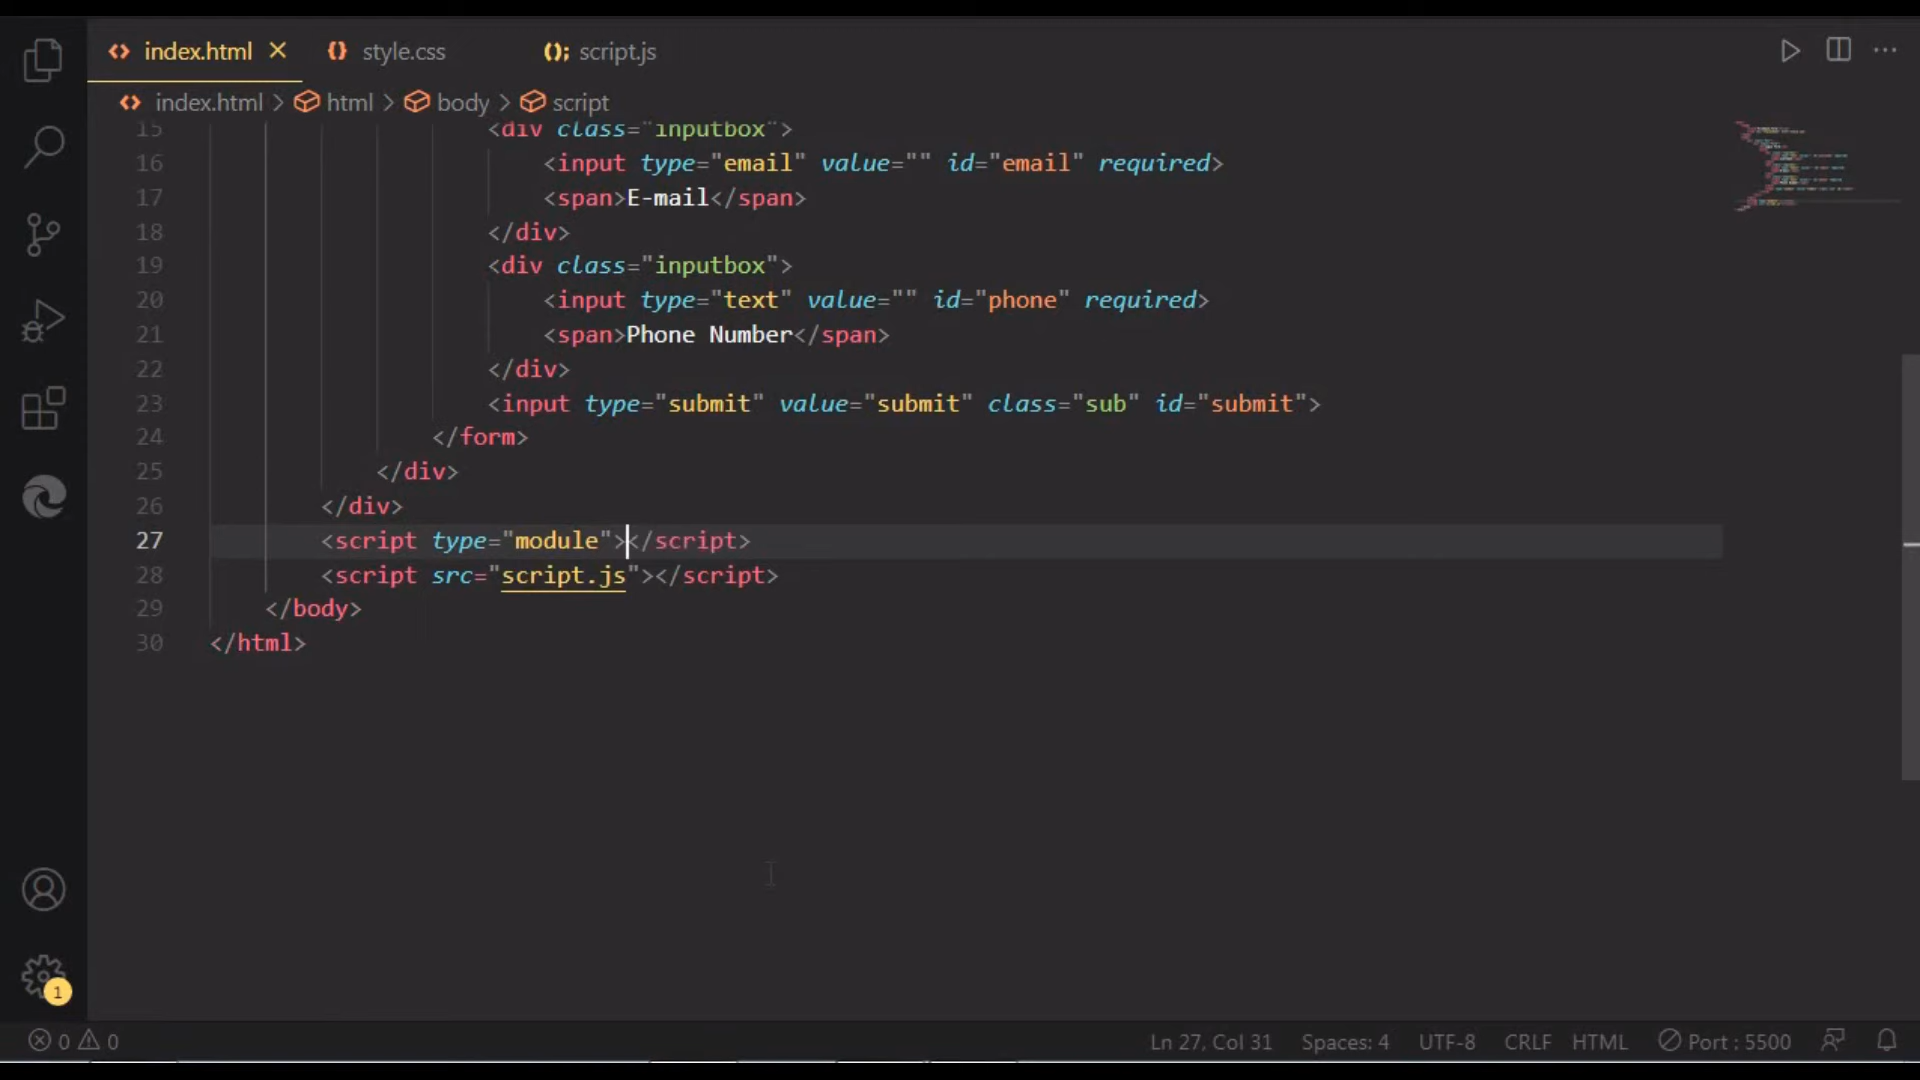 index.html
style.css
script.js
index.html > html > body > script
15 <div class="inputbox">
16 <input type="email" value="" id="email" required>
17 <span>E-mail</span>
18 </div>
19 <div class="inputbox">
20 <input type="text" value="" id="phone" required>
21 <span>Phone Number</span>
22 </div>
23 <input type="submit" value="submit" class="sub" id="submit">
24 </form>
25 </div>
26 </div>
27 <script type="module"></script>
28 <script src="script.js"></script>
29 </body>
30 </html>
1
0 0 Ln 27, Col 31 Spaces: 4 UTF-8 CRLF HTML Port : 5500